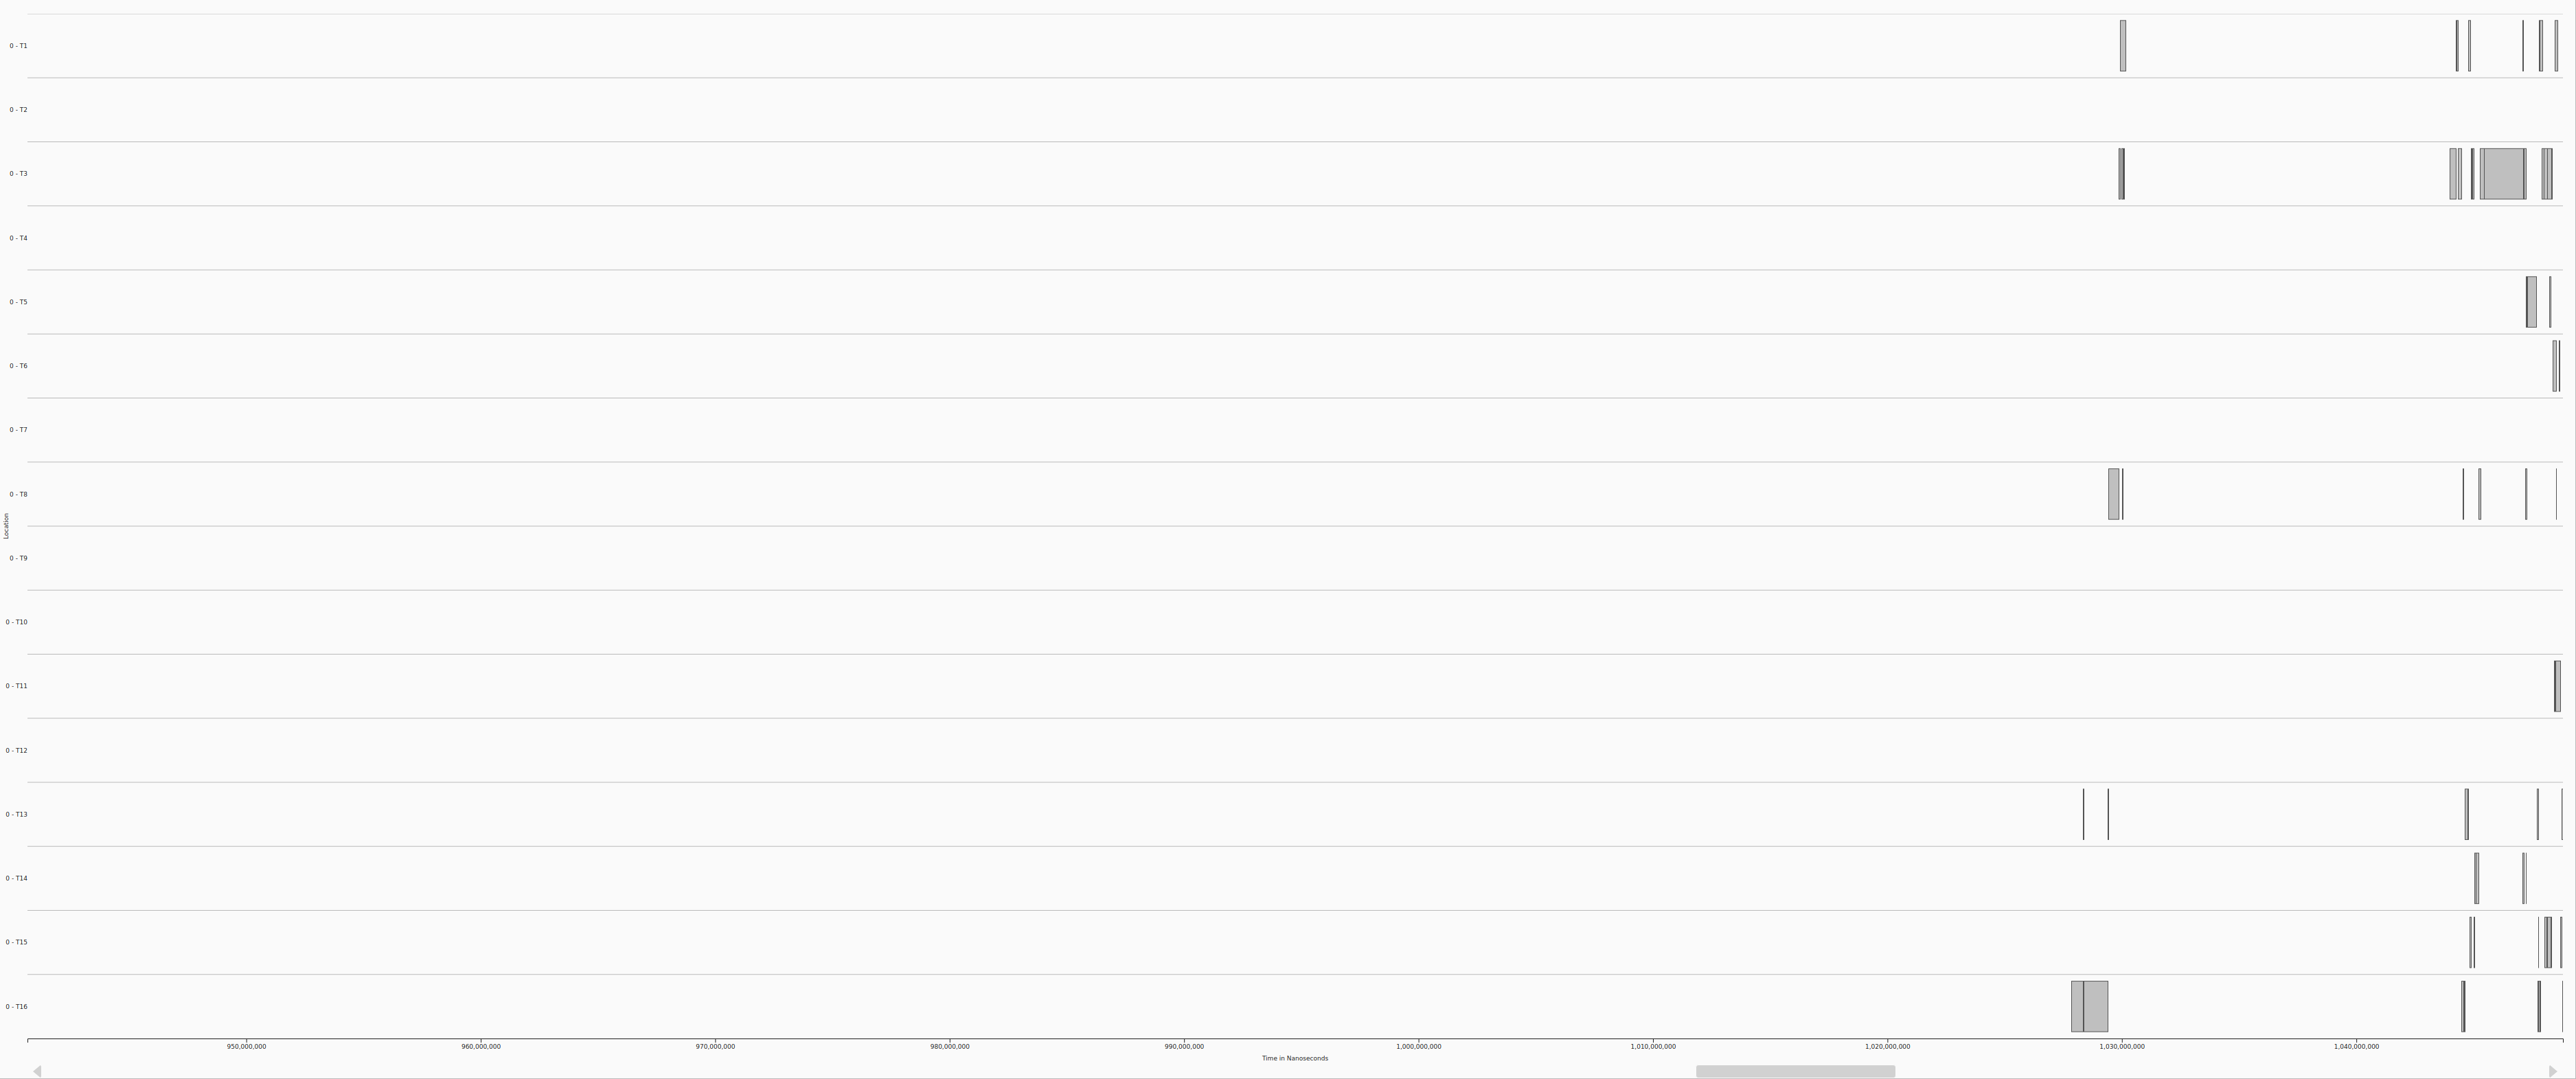 0 - T1
0 - T2
0 - T3
0 - T4
0 - T5
0 - T6
0 - T7
0 - T8
Location
0 - T9
0 - T10
0 - T11
0 - T12
0 - T13
0 - T14
0 - T15
0 - T16
950,000,000 960,000,000 970,000,000 980,000,000 990,000,000 1,000,000,000 1,010,000,000 1,020,000,000 1,030,000,000 1,040,000,000
Time in Nanoseconds